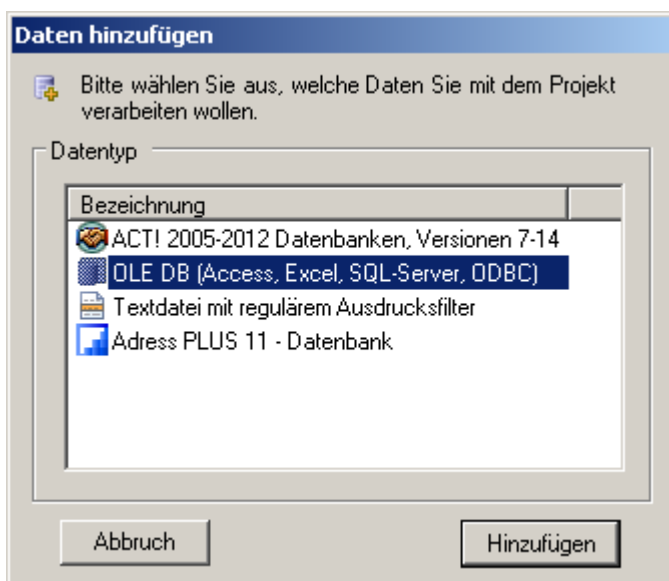 Daten hinzufügen
Bitte wählen Sie aus, welche Daten Sie mit dem Projekt
verarbeiten wollen.
Datentyp
Bezeichnung
ACT! 2005-2012 Datenbanken, Versionen 7-14
OLE DB (Access, Excel, SQL-Server, ODBC)
Textdatei mit regulärem Ausdrucksfilter
Adress PLUS 11 - Datenbank
Abbruch
Hinzufügen